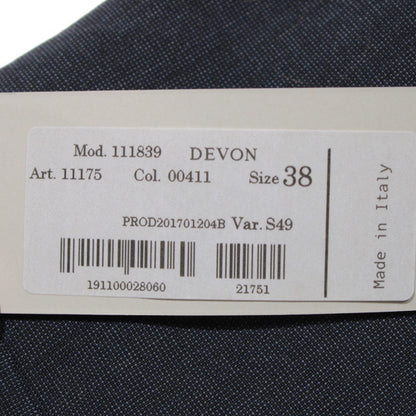 Mod. 111839 DEVON
Art. 11175 Col. 00411 Size 38
PROD201701204B Var. S49
191100028060 21751
Made in Italy